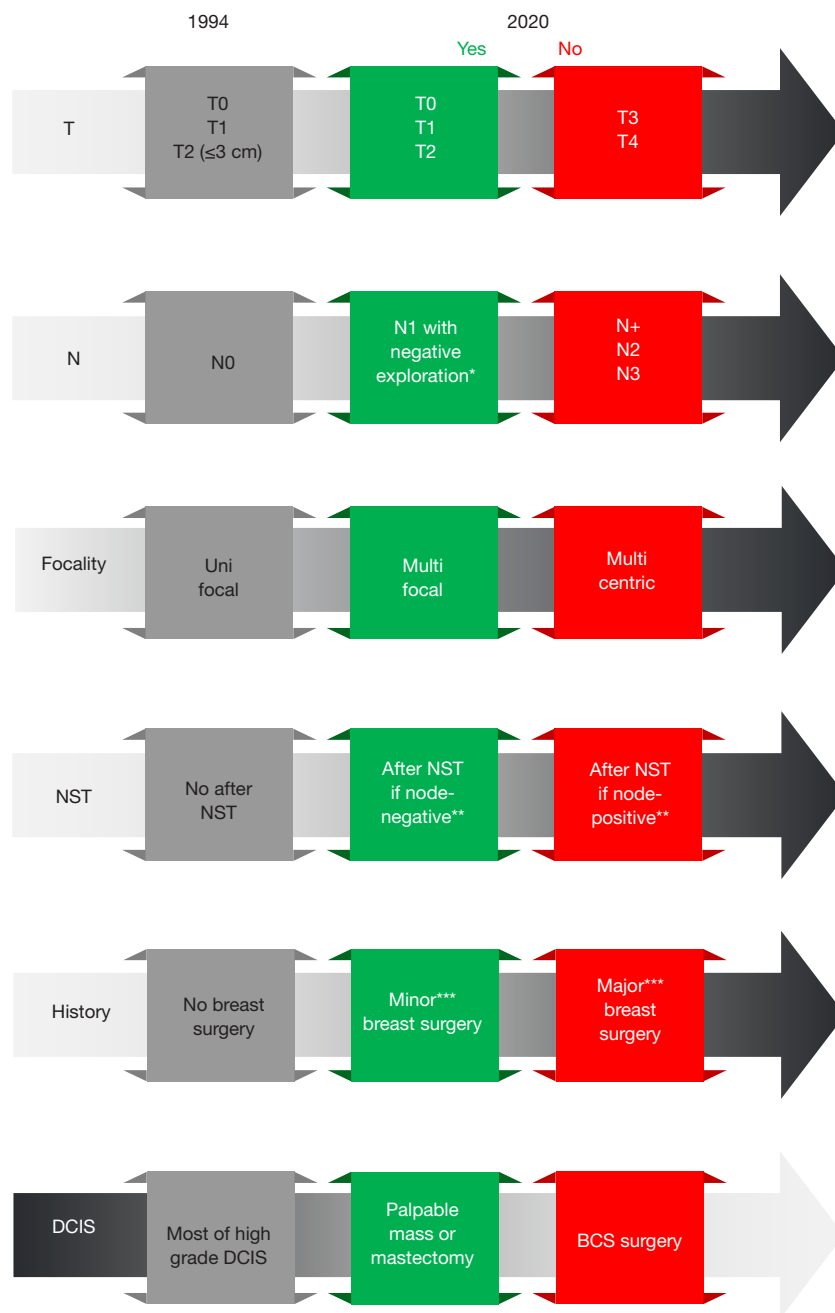 1994
2020
Yes
No
T
T0
T1
T2 (≤3 cm)
T0
T1
T2
T3
T4
N
N0
N1 with
negative
exploration*
N+
N2
N3
Focality
Uni
focal
Multi
focal
Multi
centric
NST
No after
NST
After NST
if node-
negative**
After NST
if node-
positive**
History
No breast
surgery
Minor***
breast surgery
Major***
breast
surgery
DCIS
Most of high
grade DCIS
Palpable
mass or
mastectomy
BCS surgery